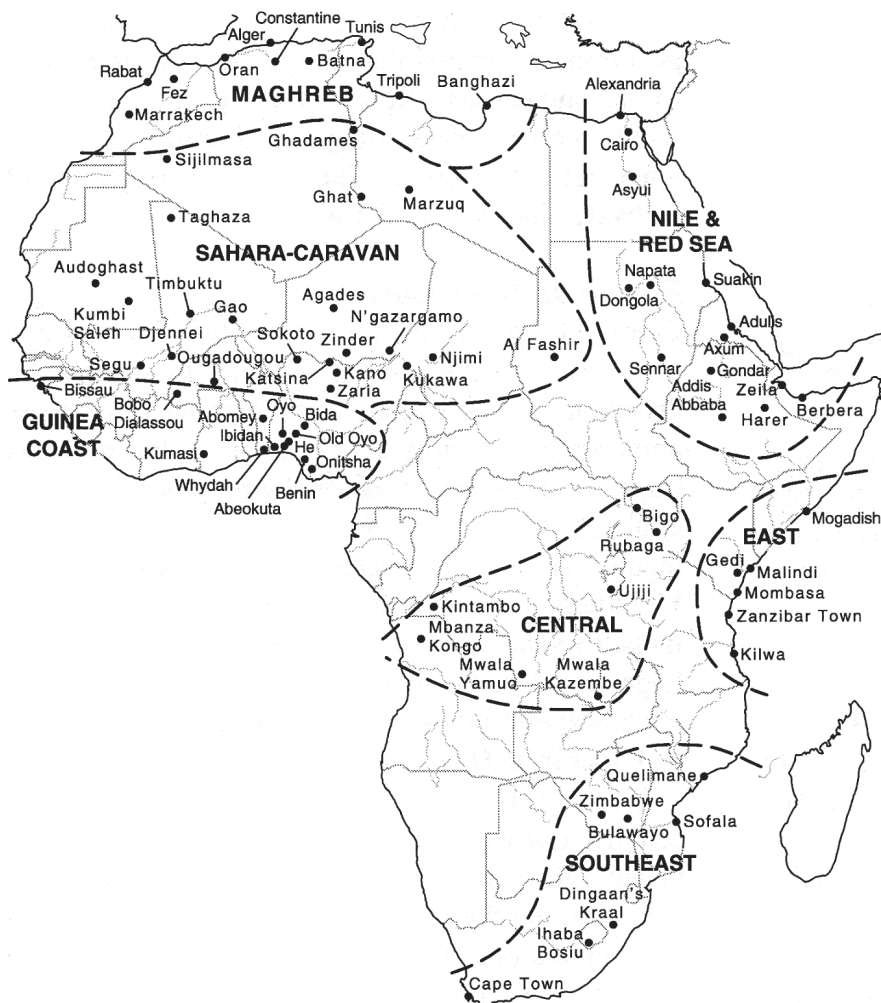 Constantine
Alger
Tunis
Oran
Batna
Rabat
Fez
MAGHREB
Tripoli
Banghazi
Alexandria
Marrakech
Ghadames
Cairo
Sijilmasa
Asyui
Ghat
Marzuq
Taghaza
NILE &
RED SEA
SAHARA-CARAVAN
Audoghast
Timbuktu
Agades
Napata
Suakin
Dongola
Kumbi
Saleh
Gao
N'gazargamo
Djennei
Sokoto
Zinder
Adulis
Al Fashir
Axum
Segu
Ougadougou
Njimi
Sennar
Gondar
Katsina
Kano
Kukawa
Zeila
Zaria
Addis
Abbaba
Bissau
Berbera
Harer
GUINEA
COAST
Bobo
Dialassou
Oyo
Bida
Abomey
Ibidan
Old Oyo
He
Kumasi
Onitsha
Whydah
Benin
Abeokuta
Bigo
Mogadish
EAST
Rubaga
Gedi
Malindi
Ujiji
Mombasa
Kintambo
Zanzibar Town
CENTRAL
Mbanza
Kongo
Kilwa
Mwala
Yamuo
Mwala
Kazembe
Quelimane
Zimbabwe
Sofala
Bulawayo
SOUTHEAST
Dingaan's
Kraal
Ihaba
Bosiu
Cape Town